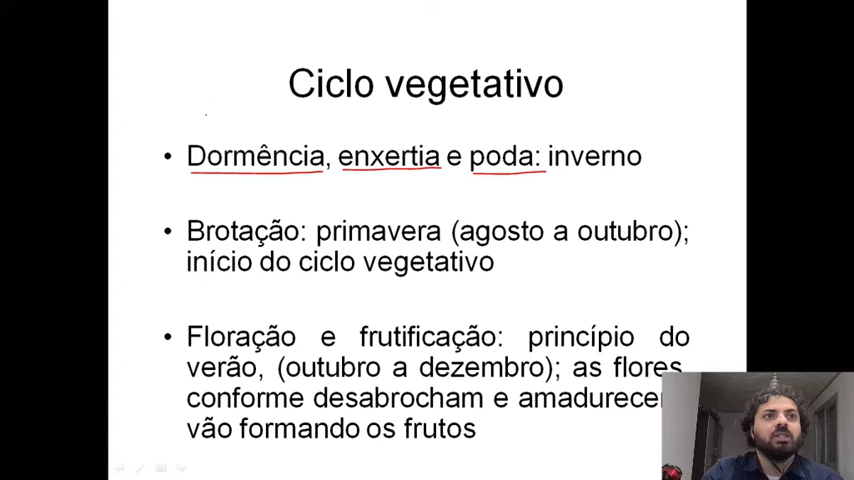 Ciclo vegetativo
• Dormência, enxertia e poda: inverno
• Brotação: primavera (agosto a outubro);
início do ciclo vegetativo
• Floração e frutificação: princípio do
verão, (outubro a dezembro); as flores,
conforme desabrocham e amadurecem
vão formando os frutos